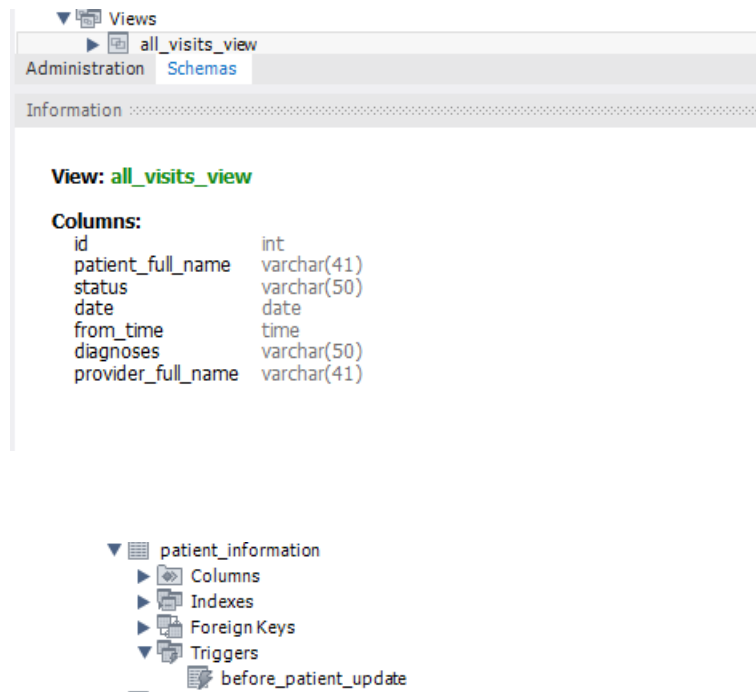 Views
all_visits_view
Administration Schemas
Information
View: all_visits_view
Columns:
id int
patient_full_name varchar(41)
status varchar(50)
date date
from_time time
diagnoses varchar(50)
provider_full_name varchar(41)
patient_information
Columns
Indexes
Foreign Keys
Triggers
before_patient_update